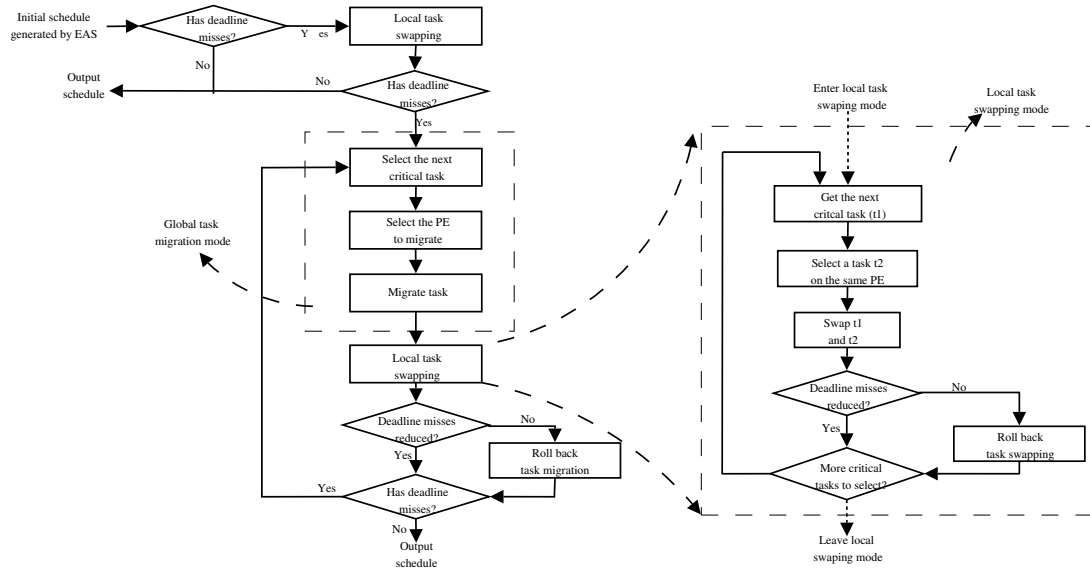 Initial schedule
generated by EAS
Has deadline
misses?
Y es
Local task
swapping
No
Output
schedule
No
Has deadline
misses?
Yes
Select the next
critical task
Select the PE
to migrate
Global task
migration mode
Migrate task
Local task
swapping
Deadline misses
reduced?
No
Yes
Roll back
task migration
Yes
Has deadline
misses?
No
Output
schedule
Enter local task
swaping mode
Local task
swapping mode
Get the next
critcal task (t1)
Select a task t2
on the same PE
Swap t1
and t2
Deadline misses
reduced?
No
Yes
Roll back
task swapping
More critical
tasks to select?
Leave local
swaping mode